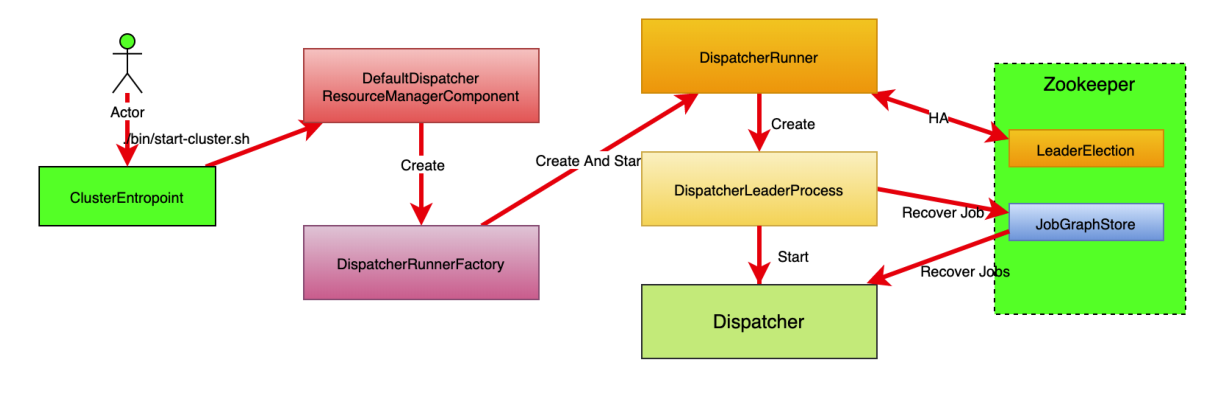 Actor
./bin/start-cluster.sh
ClusterEntropoint
DefaultDispatcher
ResourceManagerComponent
Create
DispatcherRunnerFactory
Create And Star
DispatcherRunner
Create
DispatcherLeaderProcess
Start
Dispatcher
HA
Recover Job
Recover Jobs
Zookeeper
LeaderElection
JobGraphStore